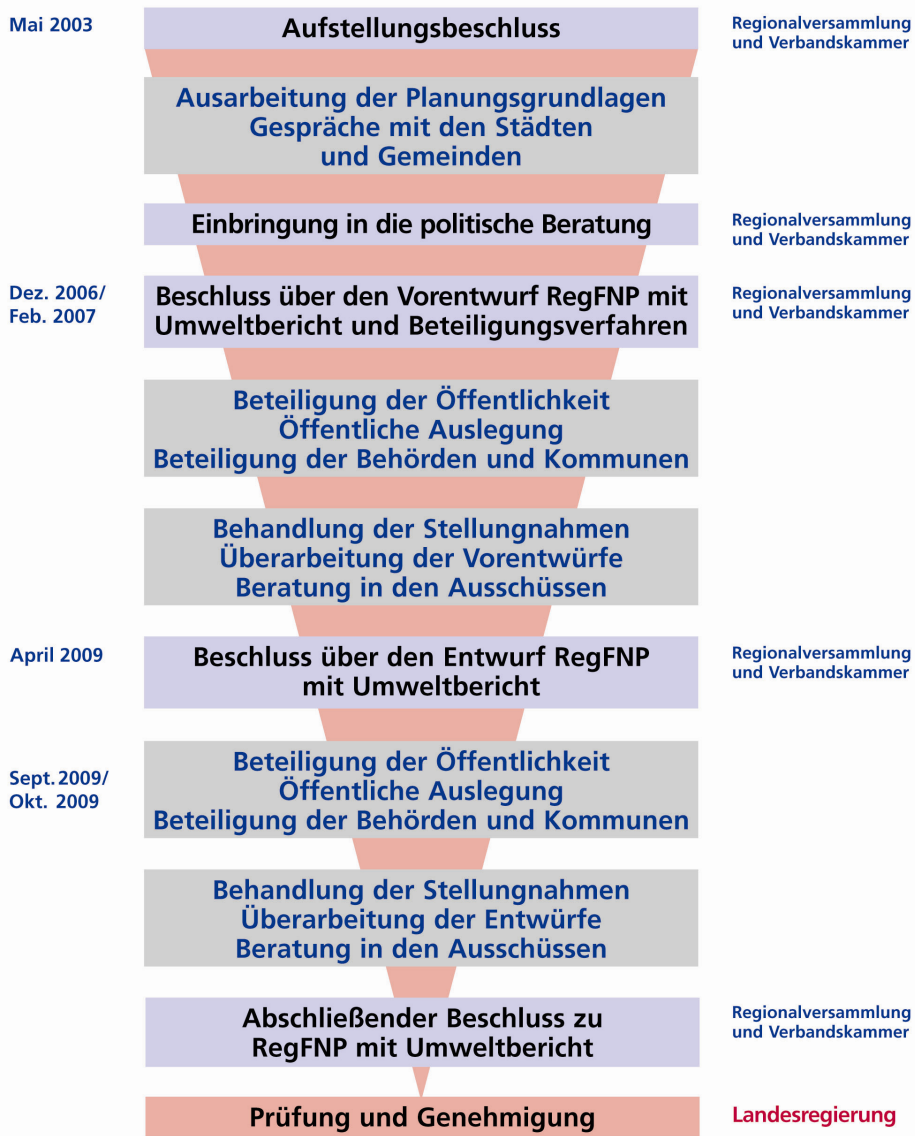 Mai 2003
Aufstellungsbeschluss
Regionalversammlung
und Verbandskammer
Ausarbeitung der Planungsgrundlagen
Gespräche mit den Städten
und Gemeinden
Einbringung in die politische Beratung
Regionalversammlung
und Verbandskammer
Dez. 2006/
Feb. 2007
Beschluss über den Vorentwurf RegFNP mit
Umweltbericht und Beteiligungsverfahren
Regionalversammlung
und Verbandskammer
Beteiligung der Öffentlichkeit
Öffentliche Auslegung
Beteiligung der Behörden und Kommunen
Behandlung der Stellungnahmen
Überarbeitung der Vorentwürfe
Beratung in den Ausschüssen
April 2009
Beschluss über den Entwurf RegFNP
mit Umweltbericht
Regionalversammlung
und Verbandskammer
Sept. 2009/
Okt. 2009
Beteiligung der Öffentlichkeit
Öffentliche Auslegung
Beteiligung der Behörden und Kommunen
Behandlung der Stellungnahmen
Überarbeitung der Entwürfe
Beratung in den Ausschüssen
Abschließender Beschluss zu
RegFNP mit Umweltbericht
Regionalversammlung
und Verbandskammer
Prüfung und Genehmigung
Landesregierung